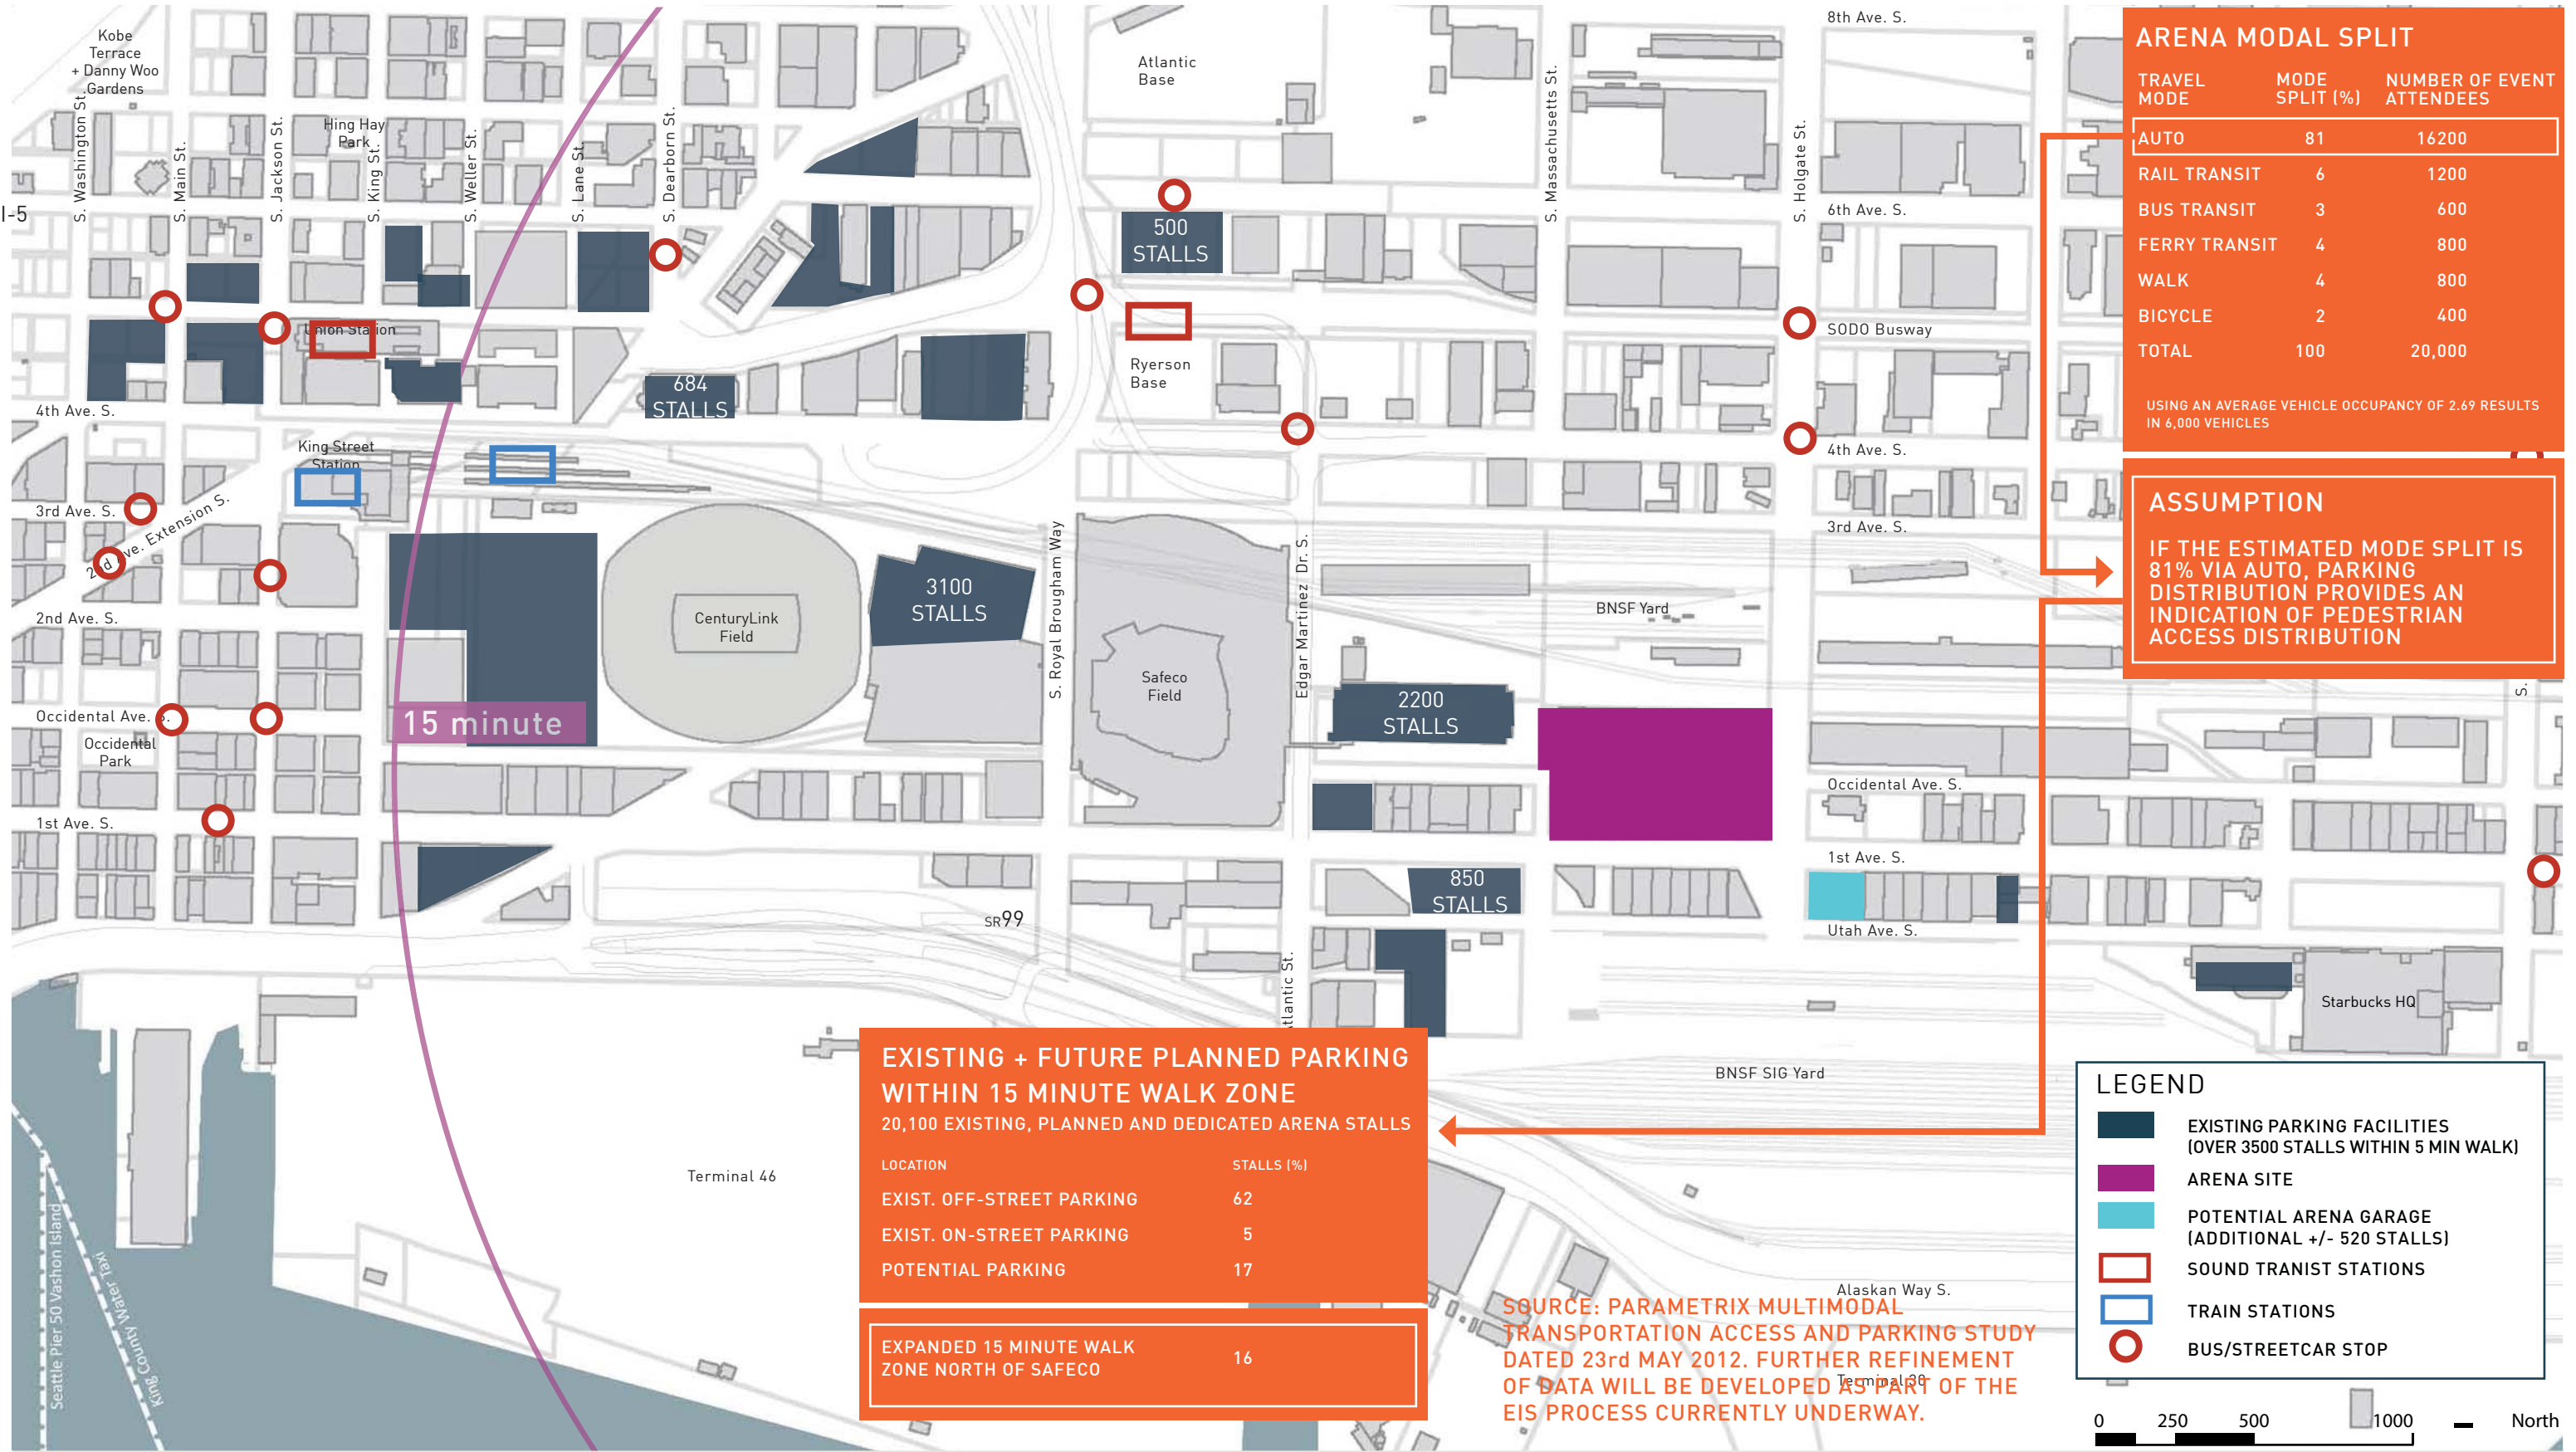 Kobe
Terrace
+ Danny Woo
Gardens
S. Washington St.
S. Main St.
S. Jackson St.
Hing Hay
Park
S. King St.
S. Weller St.
S. Lane St.
S. Dearborn St.
I-5
Atlantic
Base
S. Massachusetts St.
S. Holgate St.
8th Ave. S.
6th Ave. S.
500
STALLS
SODO Busway
Union Station
684
STALLS
Ryerson
Base
4th Ave. S.
4th Ave. S.
King Street
Station
3rd Ave. S.
2nd Ave. Extension S.
3rd Ave. S.
2nd Ave. S.
CenturyLink
Field
3100
STALLS
S. Royal Brougham Way
Safeco
Field
Edgar Martinez Dr. S.
BNSF Yard
2200
STALLS
S.
15 minute
Occidental Ave. S.
Occidental
Park
Occidental Ave. S.
1st Ave. S.
1st Ave. S.
850
STALLS
SR99
Utah Ave. S.
Atlantic St.
Starbucks HQ
BNSF SIG Yard
Terminal 46
Alaskan Way S.
Terminal 30
Seattle Pier 50 Vashon Island
King County Water Taxi
ARENA MODAL SPLIT
TRAVEL MODE MODE SPLIT (%) NUMBER OF EVENT ATTENDEES
AUTO 81 16200
RAIL TRANSIT 6 1200
BUS TRANSIT 3 600
FERRY TRANSIT 4 800
WALK 4 800
BICYCLE 2 400
TOTAL 100 20,000
USING AN AVERAGE VEHICLE OCCUPANCY OF 2.69 RESULTS
IN 6,000 VEHICLES
ASSUMPTION
IF THE ESTIMATED MODE SPLIT IS
81% VIA AUTO, PARKING
DISTRIBUTION PROVIDES AN
INDICATION OF PEDESTRIAN
ACCESS DISTRIBUTION
EXISTING + FUTURE PLANNED PARKING
WITHIN 15 MINUTE WALK ZONE
20,100 EXISTING, PLANNED AND DEDICATED ARENA STALLS
LOCATION STALLS (%)
EXIST. OFF-STREET PARKING 62
EXIST. ON-STREET PARKING 5
POTENTIAL PARKING 17
EXPANDED 15 MINUTE WALK
ZONE NORTH OF SAFECO 16
SOURCE: PARAMETRIX MULTIMODAL
TRANSPORTATION ACCESS AND PARKING STUDY
DATED 23rd MAY 2012. FURTHER REFINEMENT
OF DATA WILL BE DEVELOPED AS PART OF THE
EIS PROCESS CURRENTLY UNDERWAY.
LEGEND
EXISTING PARKING FACILITIES
(OVER 3500 STALLS WITHIN 5 MIN WALK)
ARENA SITE
POTENTIAL ARENA GARAGE
(ADDITIONAL +/- 520 STALLS)
SOUND TRANIST STATIONS
TRAIN STATIONS
BUS/STREETCAR STOP
0 250 500 1000 North